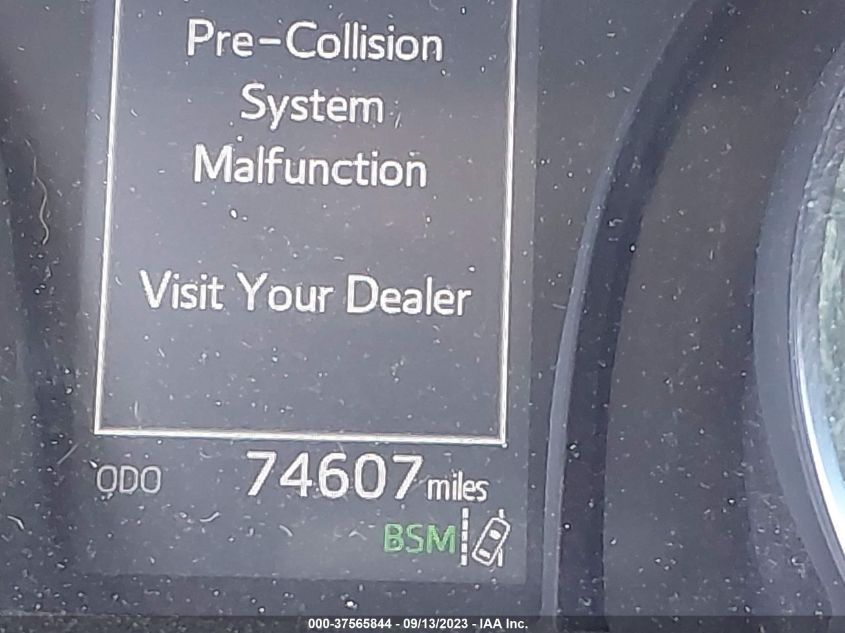 Pre-Collision
System
Malfunction
Visit Your Dealer
ODO 74607 miles
BSM
000-37565844 - 09/13/2023 - IAA Inc.